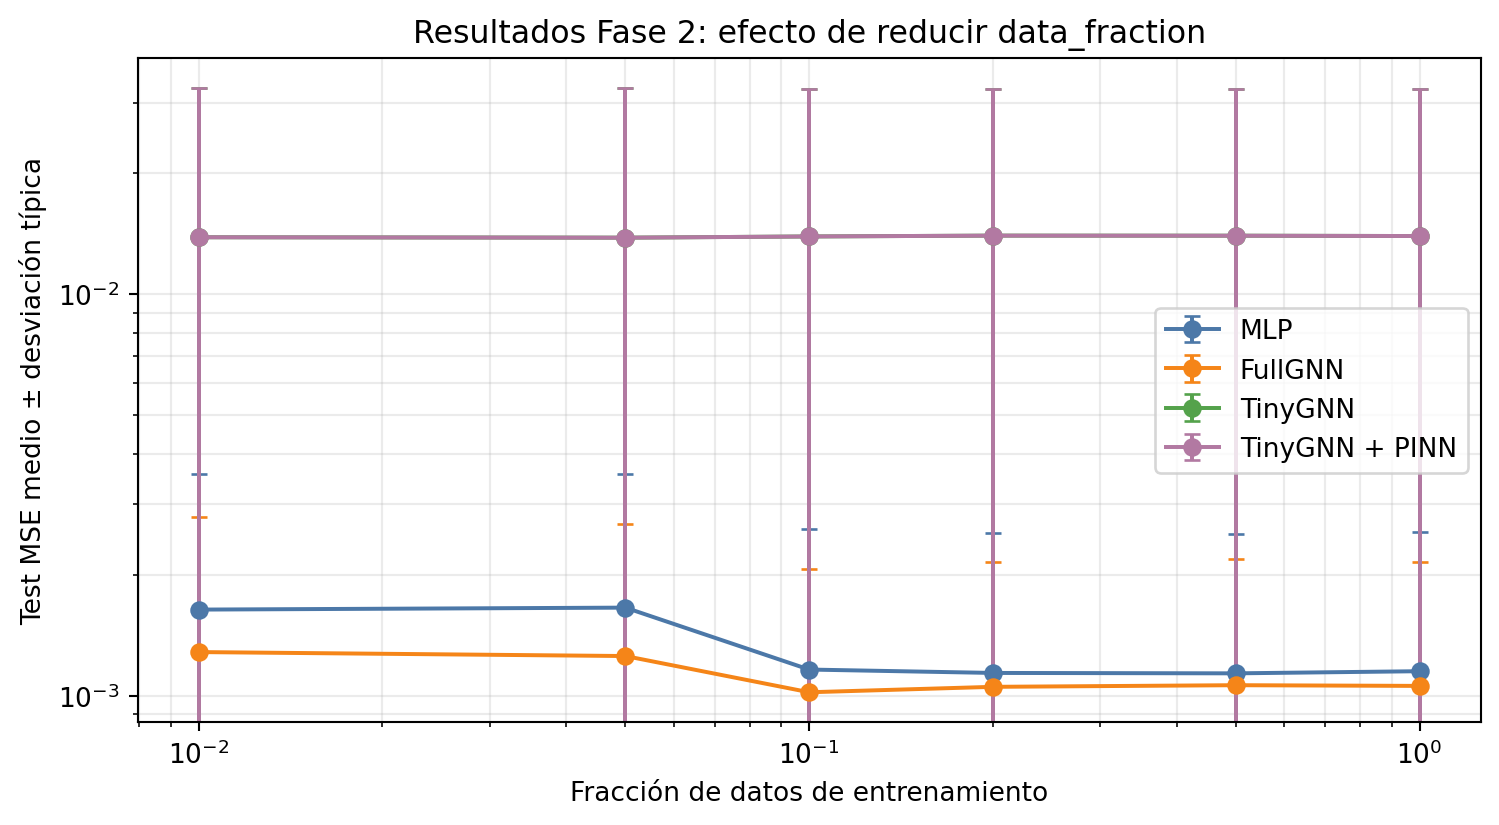 Resultados Fase 2: efecto de reducir data_fraction
Test MSE medio ± desviación típica
10⁻²
10⁻³
MLP
FullGNN
TinyGNN
TinyGNN + PINN
10⁻²
10⁻¹
10⁰
Fracción de datos de entrenamiento